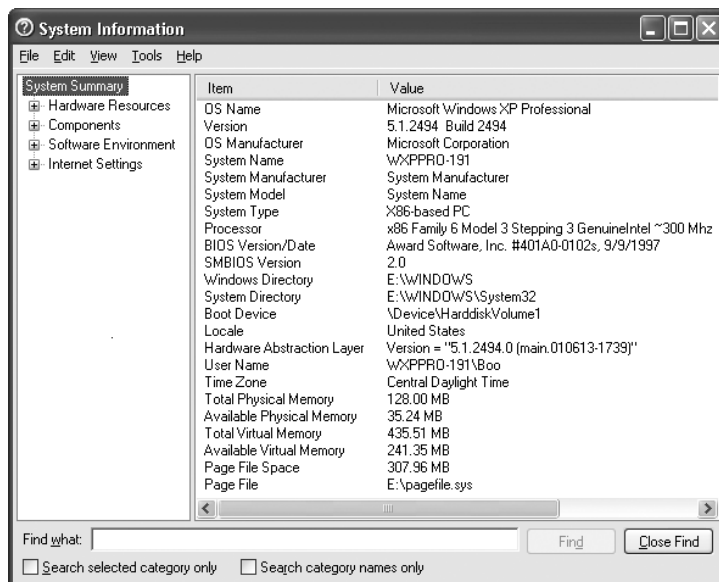 System Information
File Edit View Tools Help
System Summary
Hardware Resources
Components
Software Environment
Internet Settings
Item Value
OS Name Microsoft Windows XP Professional
Version 5.1.2494 Build 2494
OS Manufacturer Microsoft Corporation
System Name WXPPRO-191
System Manufacturer System Manufacturer
System Model System Name
System Type X86-based PC
Processor x86 Family 6 Model 3 Stepping 3 GenuineIntel ~300 Mhz
BIOS Version/Date Award Software, Inc. #401A0-0102s, 9/9/1997
SMBIOS Version 2.0
Windows Directory E:\WINDOWS
System Directory E:\WINDOWS\System32
Boot Device \Device\HarddiskVolume1
Locale United States
Hardware Abstraction Layer Version = "5.1.2494.0 (main.010613-1739)"
User Name WXPPRO-191\Boo
Time Zone Central Daylight Time
Total Physical Memory 128.00 MB
Available Physical Memory 35.24 MB
Total Virtual Memory 435.51 MB
Available Virtual Memory 241.35 MB
Page File Space 307.96 MB
Page File E:\pagefile.sys
Find what: Find Close Find
Search selected category only Search category names only